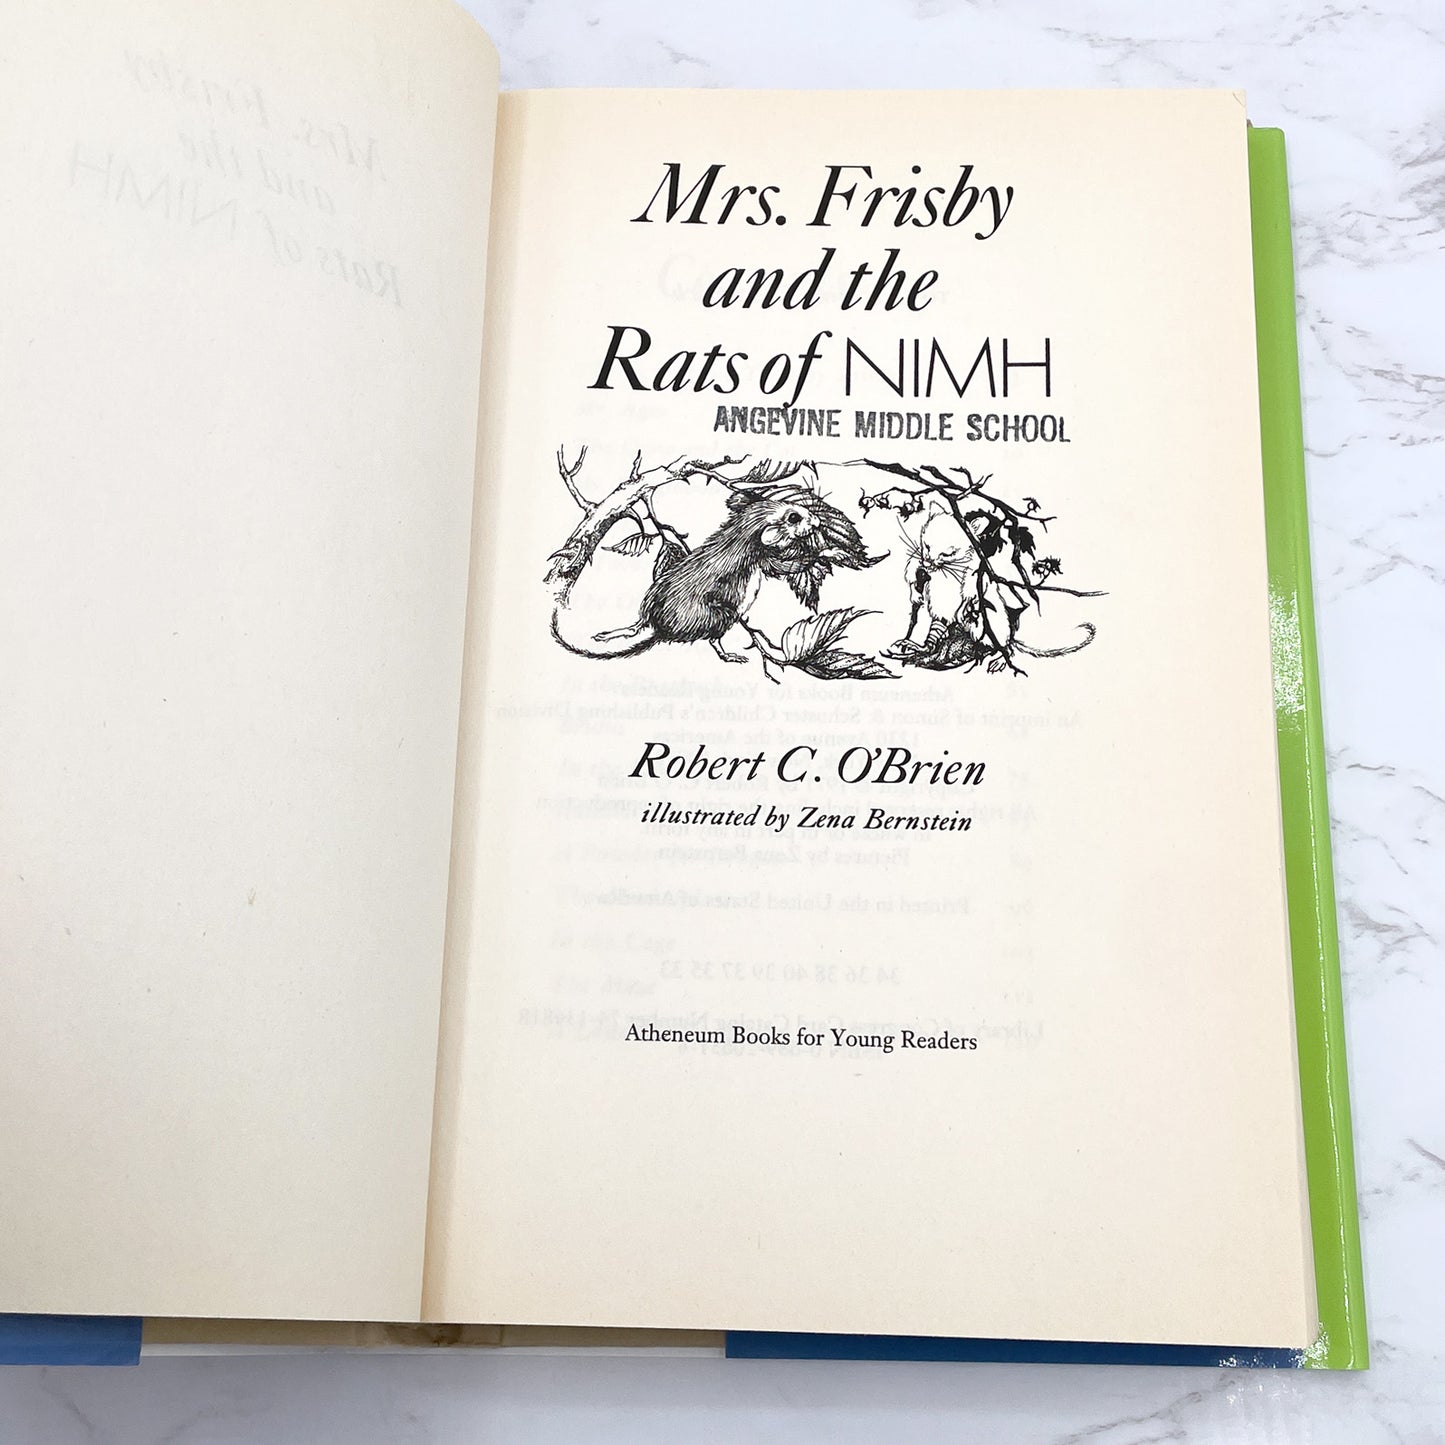 Mrs. Frisby
and the
Rats of NIMH
ANGEVINE MIDDLE SCHOOL
Robert C. O'Brien
illustrated by Zena Bernstein
Atheneum Books for Young Readers